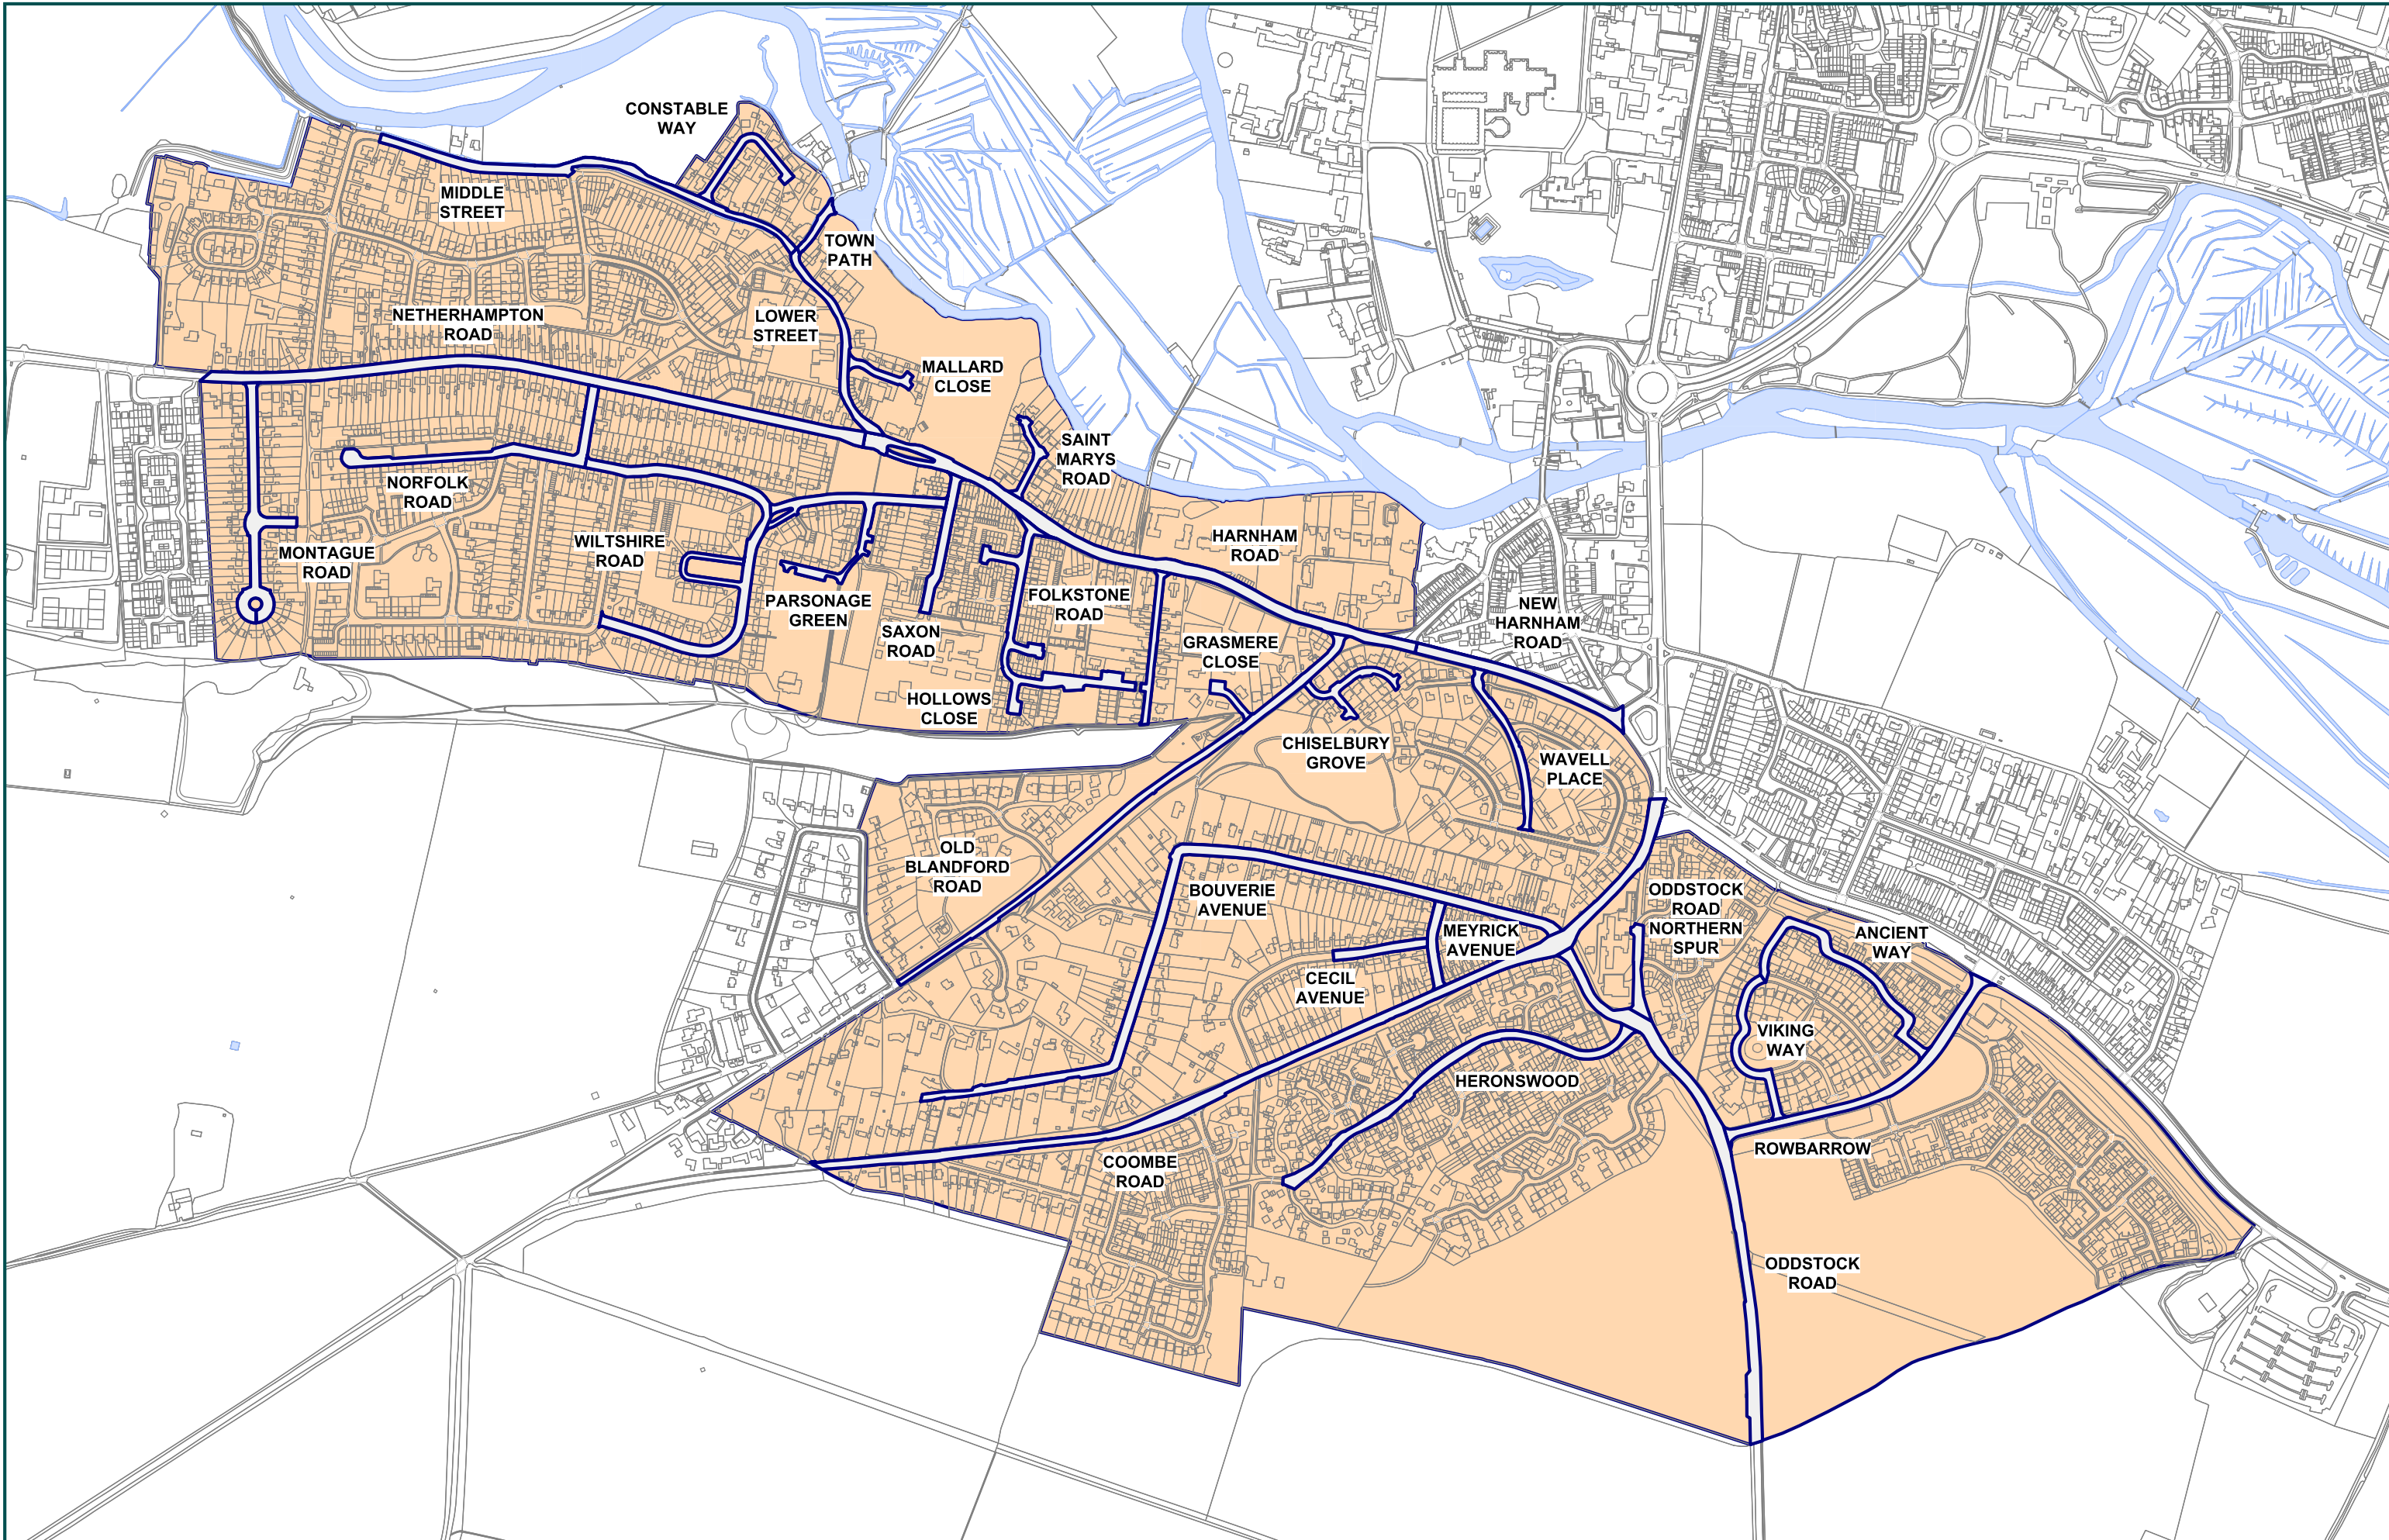 CONSTABLE
WAY
MIDDLE
STREET
TOWN
PATH
NETHERHAMPTON
ROAD
LOWER
STREET
MALLARD
CLOSE
SAINT
MARYS
ROAD
NORFOLK
ROAD
HARNHAM
ROAD
MONTAGUE
ROAD
WILTSHIRE
ROAD
PARSONAGE
GREEN
FOLKSTONE
ROAD
NEW
HARNHAM
ROAD
SAXON
ROAD
GRASMERE
CLOSE
HOLLOWS
CLOSE
CHISELBURY
GROVE
WAVELL
PLACE
OLD
BLANDFORD
ROAD
BOUVERIE
AVENUE
ODDSTOCK
ROAD
NORTHERN
SPUR
MEYRICK
AVENUE
ANCIENT
WAY
CECIL
AVENUE
VIKING
WAY
HERONSWOOD
ROWBARROW
COOMBE
ROAD
ODDSTOCK
ROAD